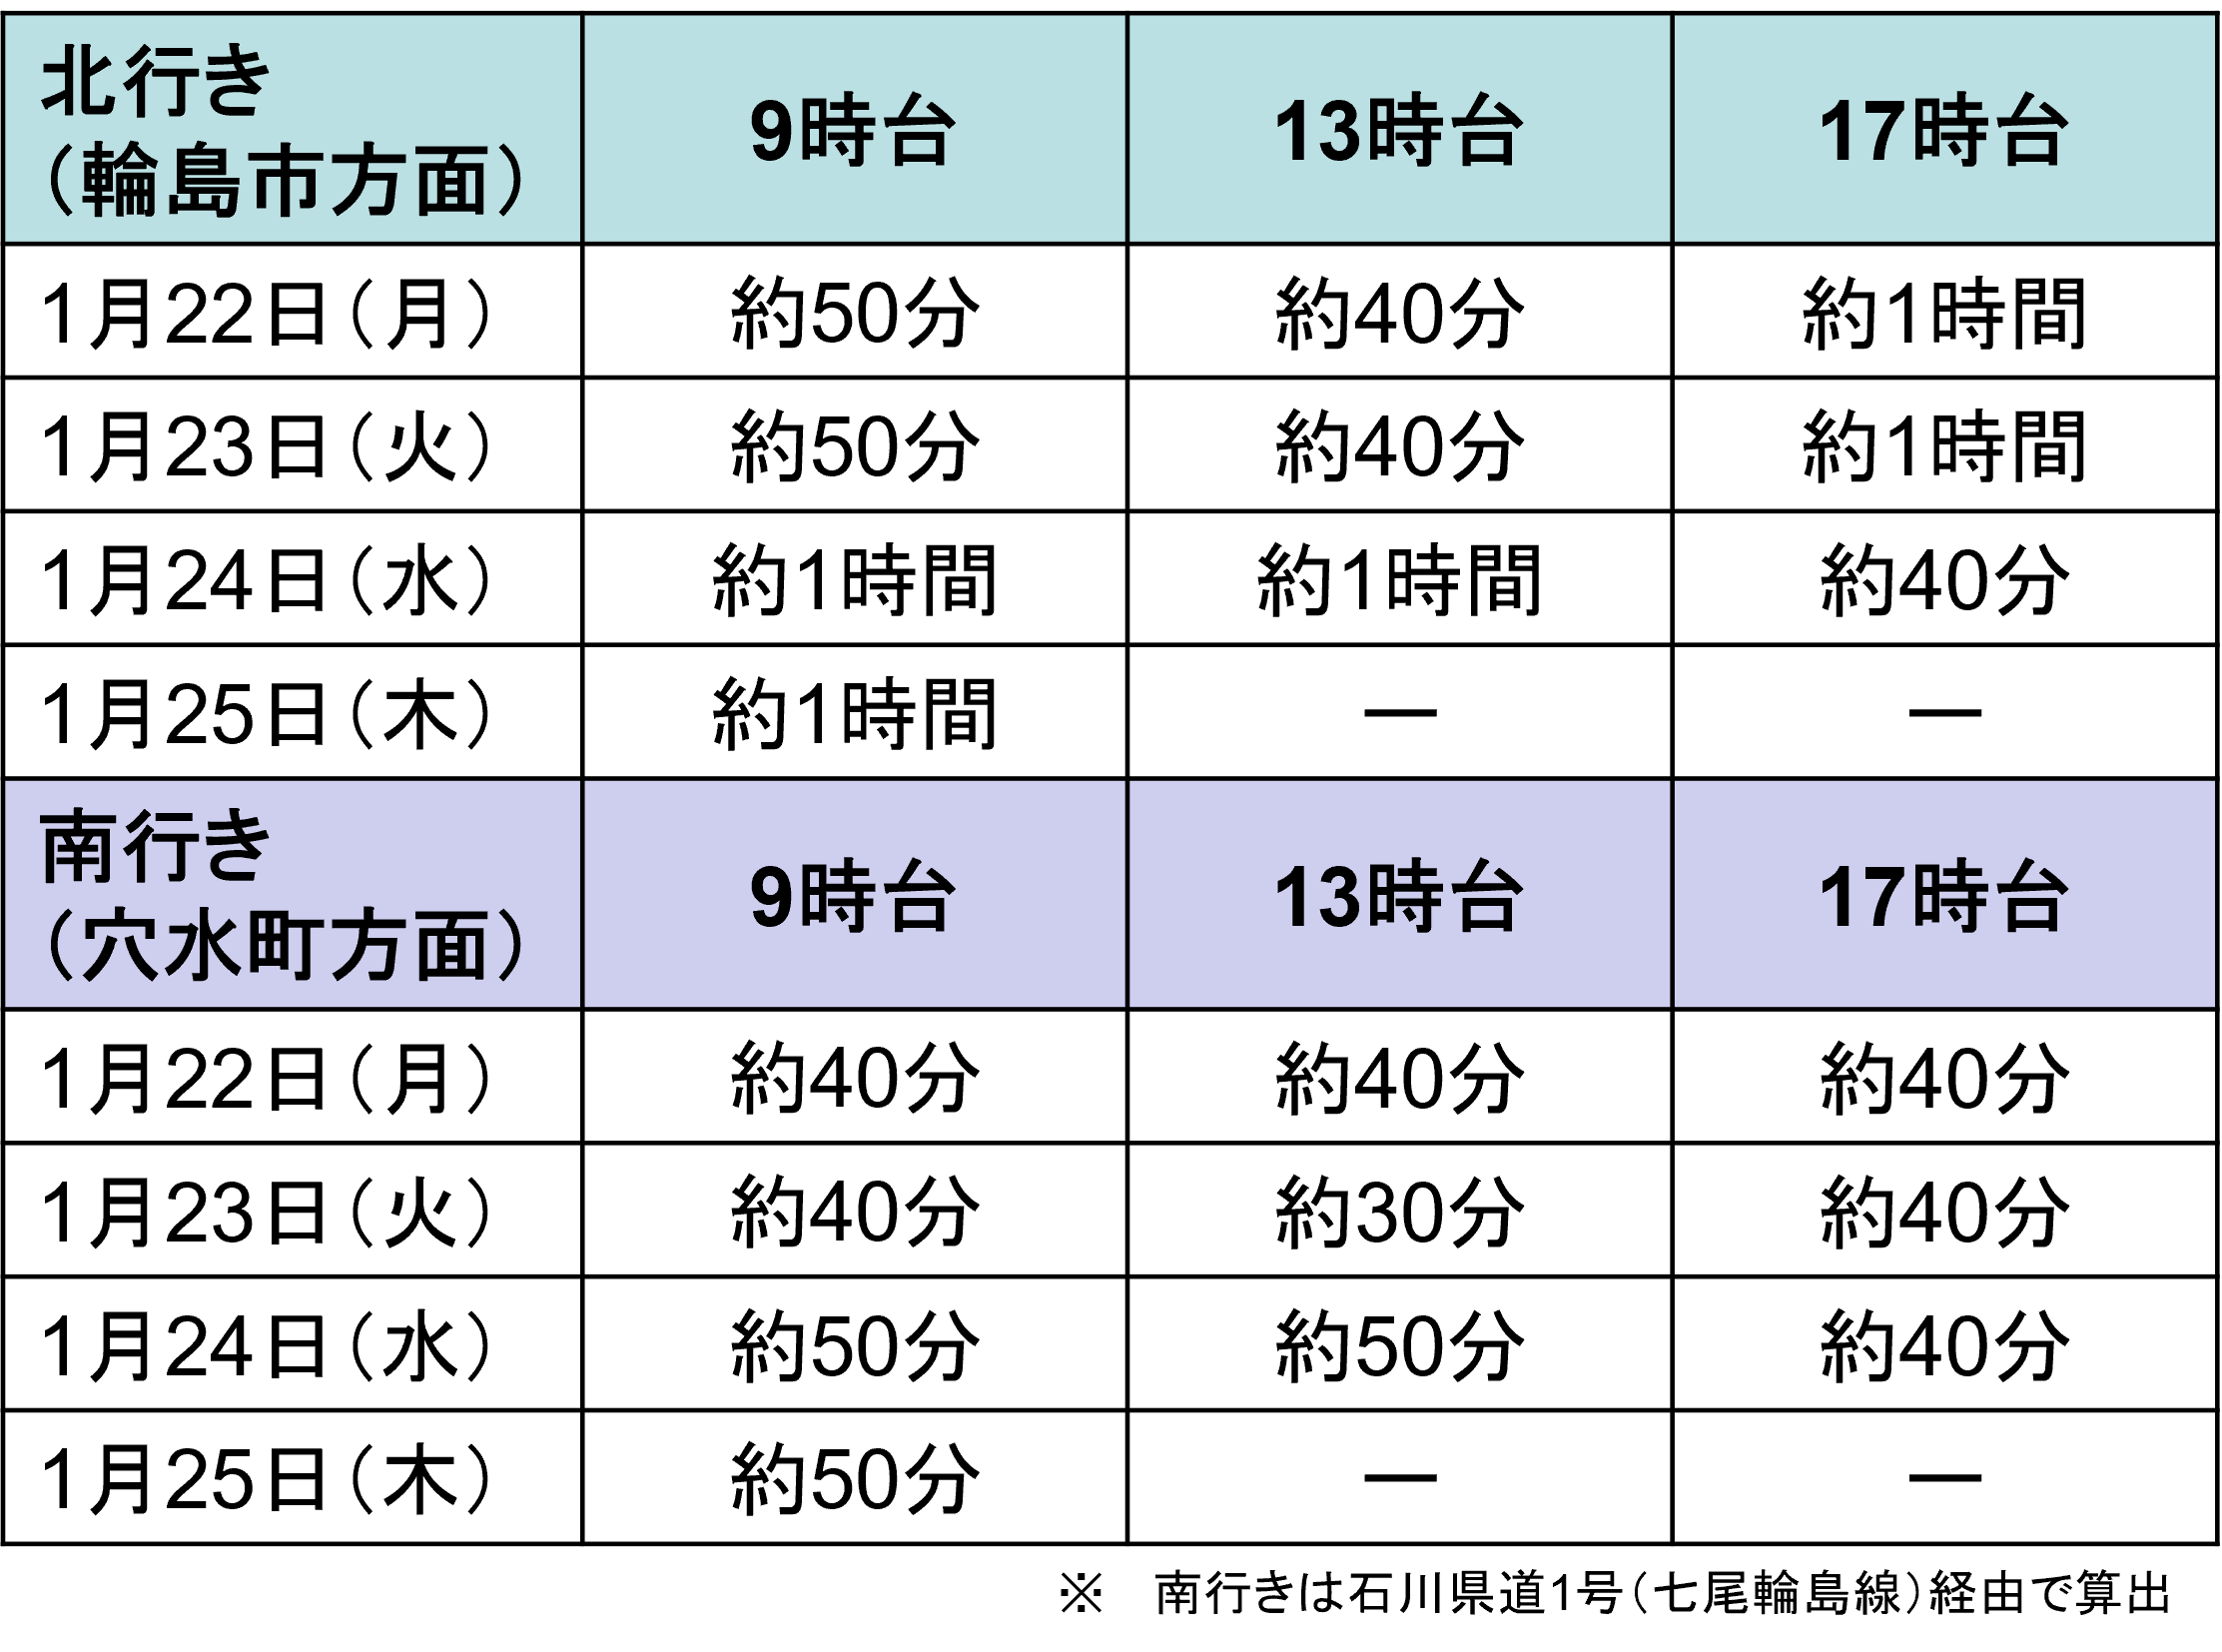 北行き
（輪島市方面） 9時台 13時台 17時台
1月22日（月） 約50分 約40分 約1時間
1月23日（火） 約50分 約40分 約1時間
1月24日（水） 約1時間 約1時間 約40分
1月25日（木） 約1時間 ― ―
南行き
（穴水町方面） 9時台 13時台 17時台
1月22日（月） 約40分 約40分 約40分
1月23日（火） 約40分 約30分 約40分
1月24日（水） 約50分 約50分 約40分
1月25日（木） 約50分 ― ―
※　南行きは石川県道1号（七尾輪島線）経由で算出